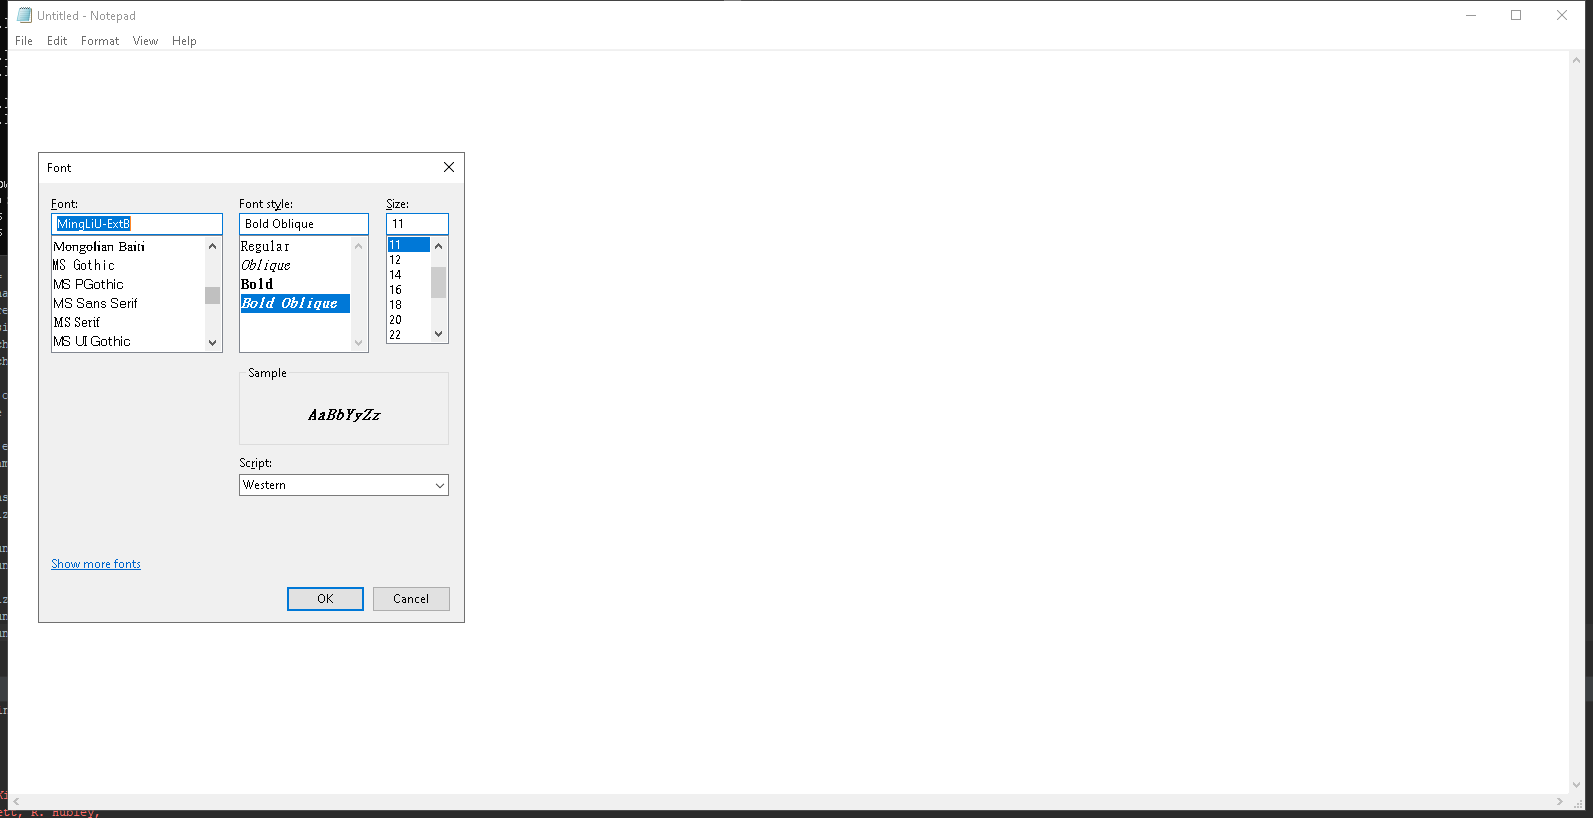 Untitled - Notepad
File Edit Format View Help
Font
Font:
MingLiU-ExtB
Mongolian Baiti
MS Gothic
MS PGothic
MS Sans Serif
MS Serif
MS UI Gothic
Font style:
Bold Oblique
Regular
Oblique
Bold
Bold Oblique
Size:
11
11
12
14
16
18
20
22
Sample
AaBbYyZz
Script:
Western
Show more fonts
OK Cancel
R. Hubley,